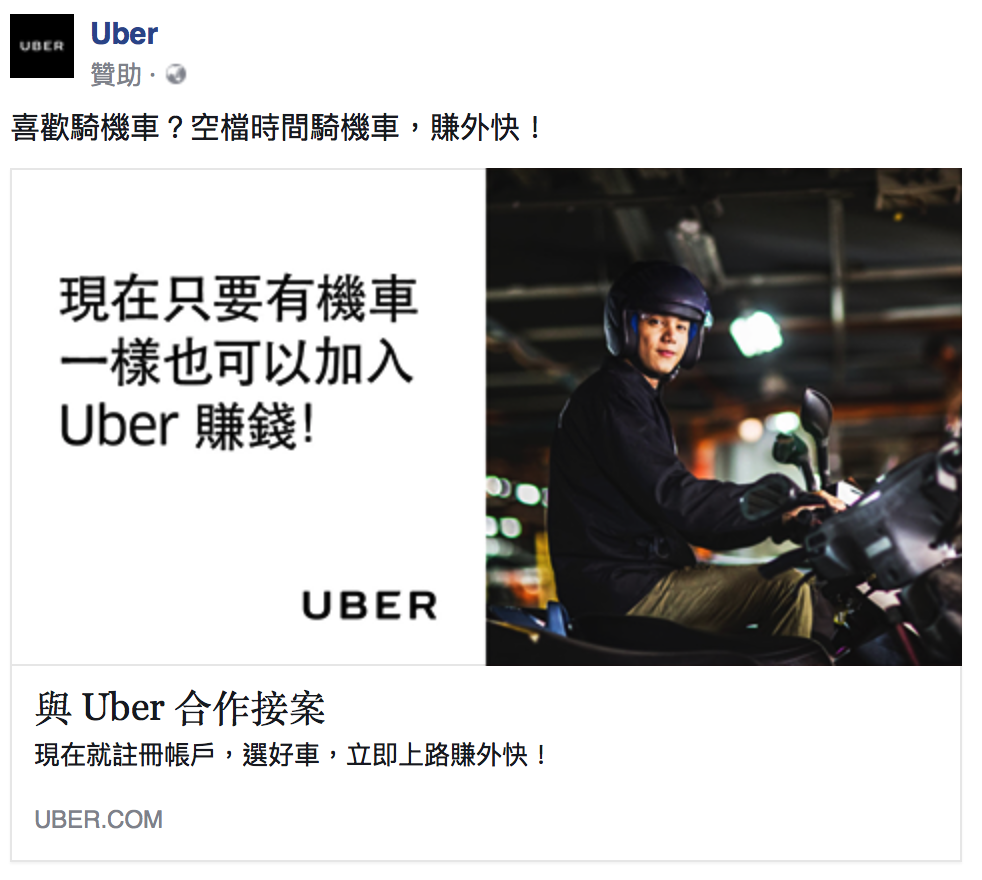 UBER
Uber
贊助 ·
喜歡騎機車？空檔時間騎機車，賺外快！
現在只要有機車
一樣也可以加入
Uber 賺錢!
UBER
與 Uber 合作接案
現在就註冊帳戶，選好車，立即上路賺外快！
UBER.COM